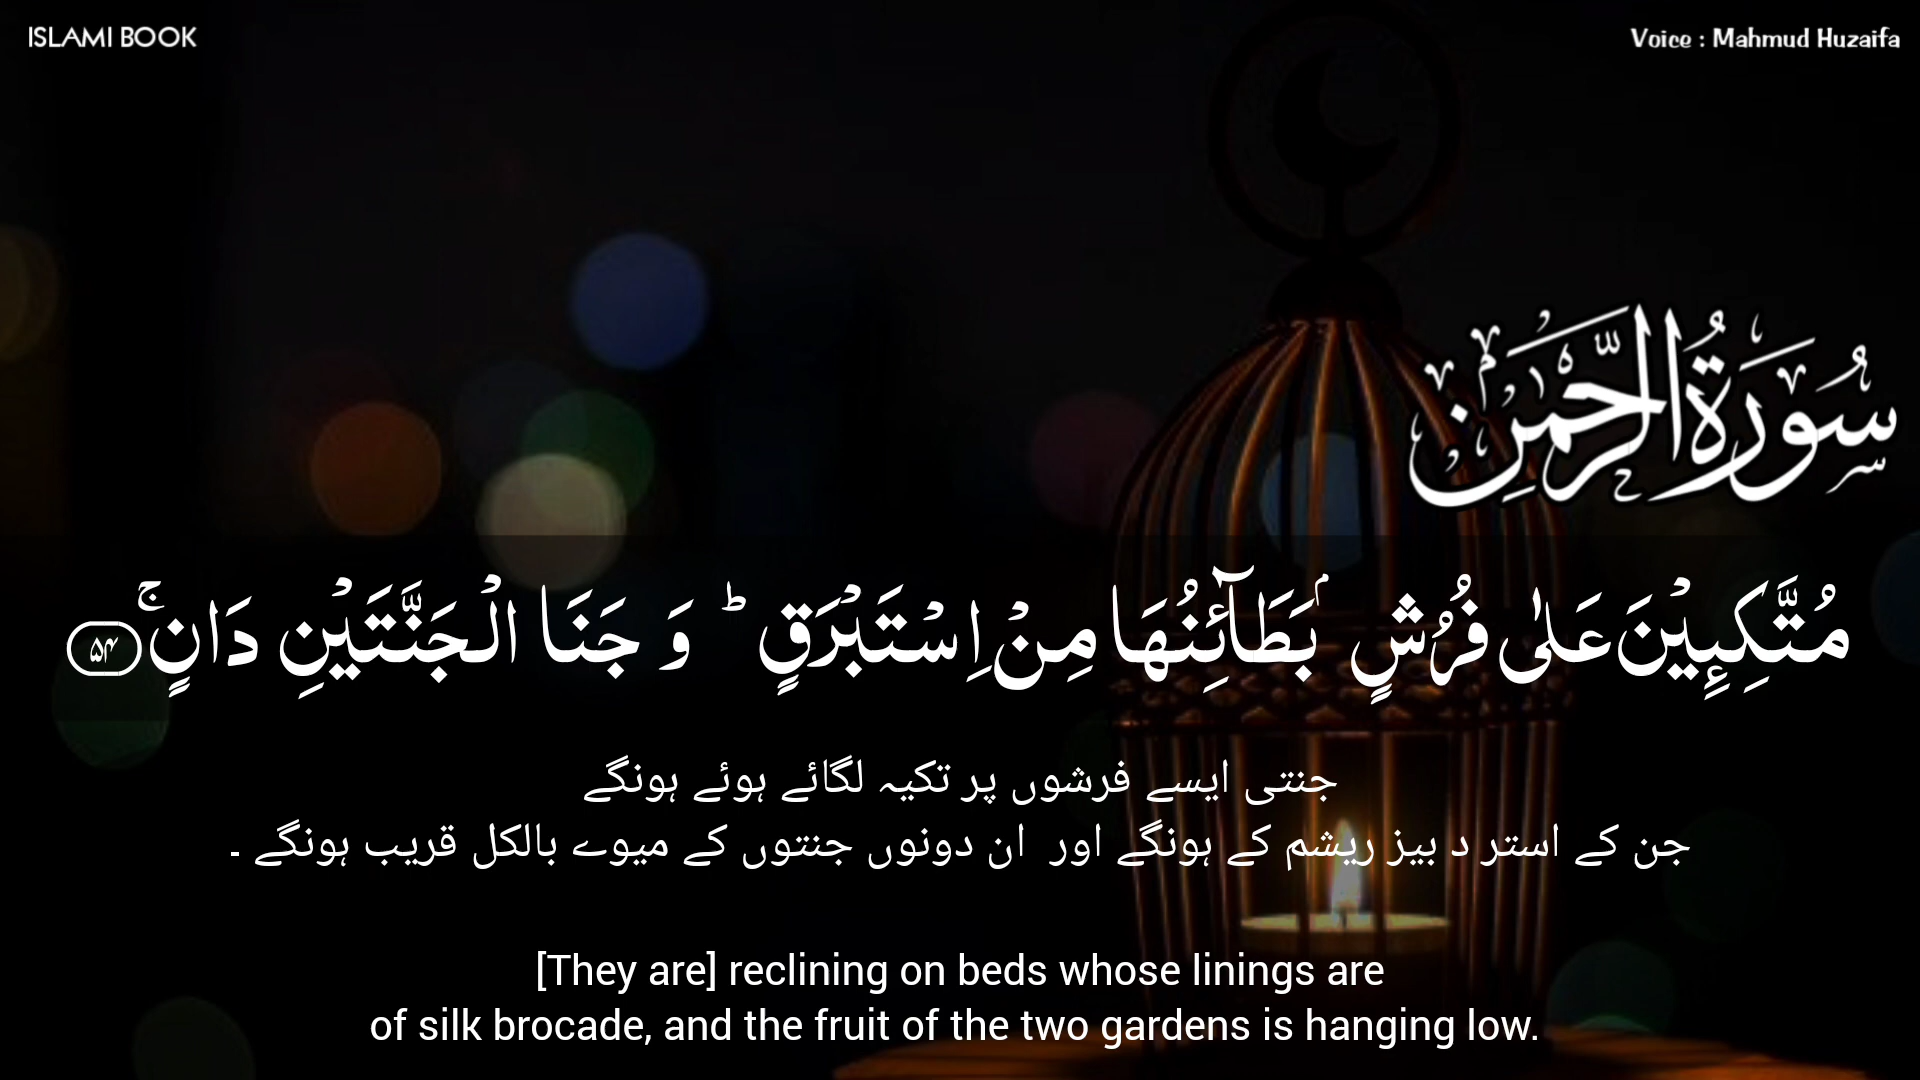 ISLAMI BOOK
Voice : Mahmud Huzaifa
سُورَةُ الرَّحْمٰنِ
مُتَّكِـِٕيْنَ عَلٰى فُرُشٍۭ بَطَآئِنُهَا مِنْ اِسْتَبْرَقٍ ؕ وَ جَنَا الْجَنَّتَيْنِ دَانٍۚ ۵۴
جنتی ایسے فرشوں پر تکیہ لگائے ہوئے ہونگے
جن کے استر د بیز ریشم کے ہونگے اور ان دونوں جنتوں کے میوے بالکل قریب ہونگے ۔
[They are] reclining on beds whose linings are
of silk brocade, and the fruit of the two gardens is hanging low.